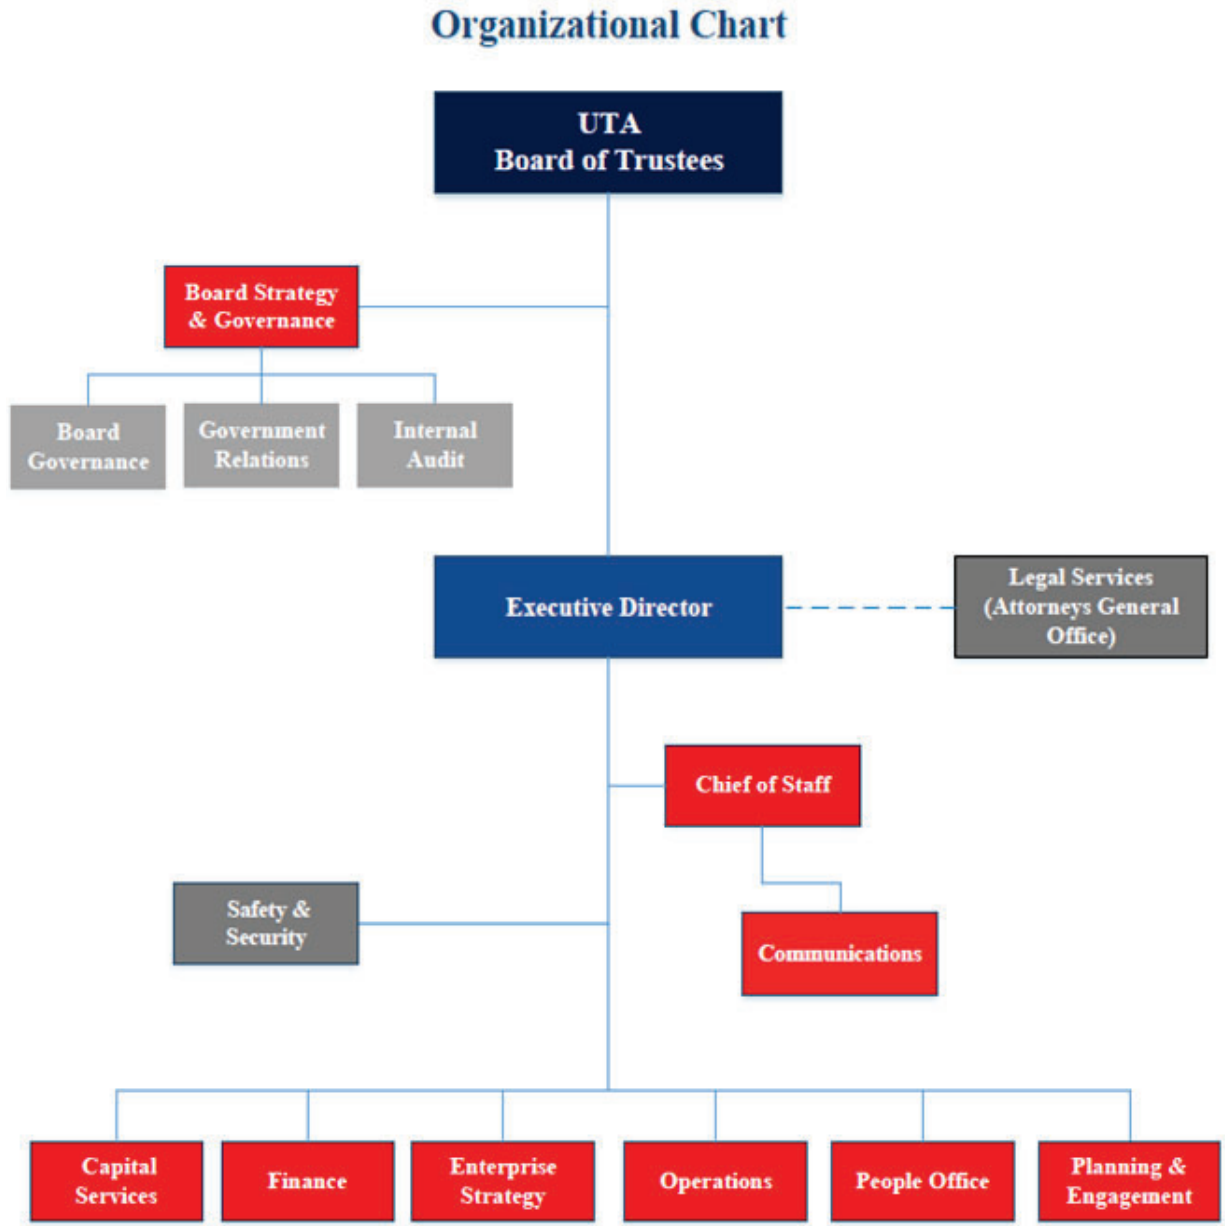 Organizational Chart
UTA
Board of Trustees
Board Strategy
& Governance
Board
Governance
Government
Relations
Internal
Audit
Executive Director
Legal Services
(Attorneys General
Office)
Chief of Staff
Safety &
Security
Communications
Capital
Services
Finance
Enterprise
Strategy
Operations
People Office
Planning &
Engagement